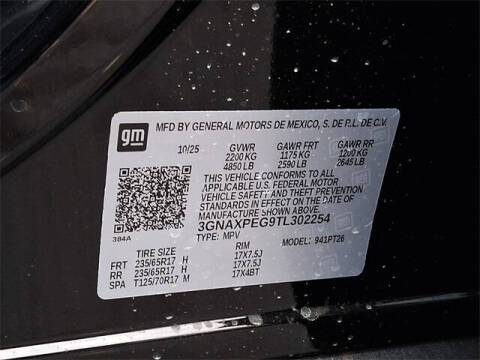 gm
MFD BY GENERAL MOTORS DE MEXICO, S. DE R.L. DE C.V.
10/25 GVWR GAWR FRT GAWR RR
2200 KG 1175 KG 1200 KG
4850 LB 2590 LB 2645 LB
THIS VEHICLE CONFORMS TO ALL
APPLICABLE U.S. FEDERAL MOTOR
VEHICLE SAFETY AND THEFT PREVENTION
STANDARDS IN EFFECT ON THE DATE OF
MANUFACTURE SHOWN ABOVE.
3GNAXPEG9TL302254
TYPE: MPV MODEL: 941PT26
384A
TIRE SIZE RIM
FRT 235/65R17 H 17X7.5J
RR 235/65R17 H 17X7.5J
SPA T125/70R17 M 17X4BT